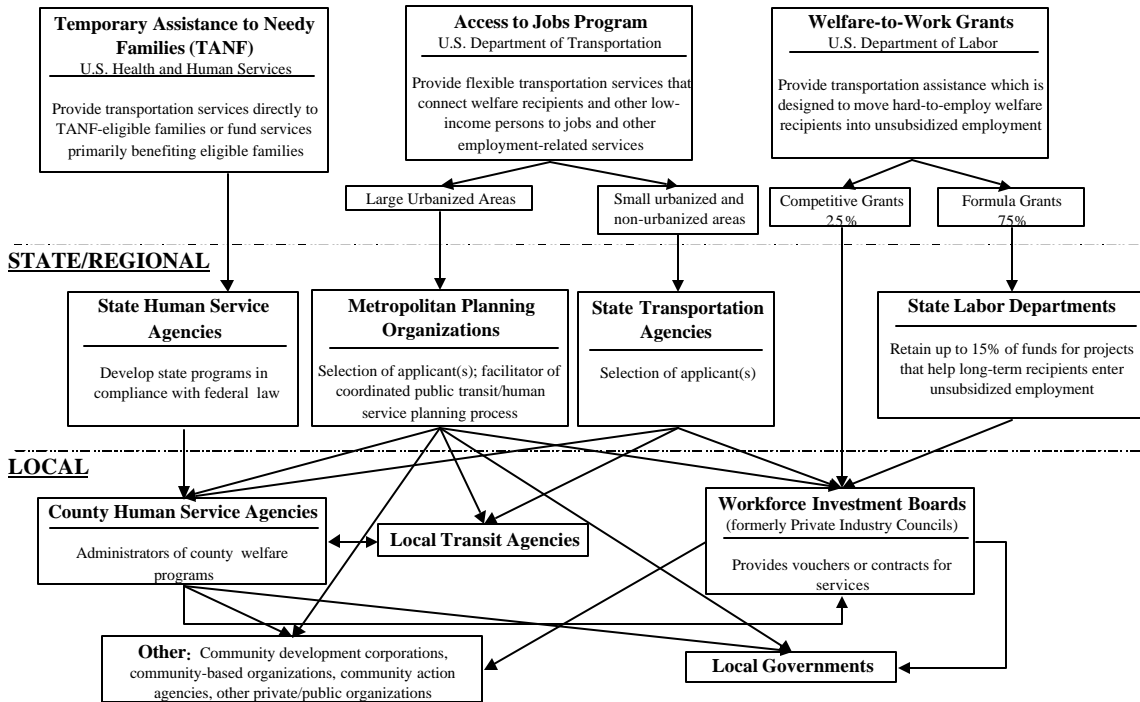 Temporary Assistance to Needy
Families (TANF)
U.S. Health and Human Services
Provide transportation services directly to
TANF-eligible families or fund services
primarily benefiting eligible families
Access to Jobs Program
U.S. Department of Transportation
Provide flexible transportation services that
connect welfare recipients and other low-
income persons to jobs and other
employment-related services
Welfare-to-Work Grants
U.S. Department of Labor
Provide transportation assistance which is
designed to move hard-to-employ welfare
recipients into unsubsidized employment
Large Urbanized Areas
Small urbanized and
non-urbanized areas
Competitive Grants
25%
Formula Grants
75%
STATE/REGIONAL
State Human Service
Agencies
Develop state programs in
compliance with federal law
Metropolitan Planning
Organizations
Selection of applicant(s); facilitator of
coordinated public transit/human
service planning process
State Transportation
Agencies
Selection of applicant(s)
State Labor Departments
Retain up to 15% of funds for projects
that help long-term recipients enter
unsubsidized employment
LOCAL
County Human Service Agencies
Administrators of county welfare
programs
Local Transit Agencies
Workforce Investment Boards
(formerly Private Industry Councils)
Provides vouchers or contracts for
services
Other: Community development corporations,
community-based organizations, community action
agencies, other private/public organizations
Local Governments